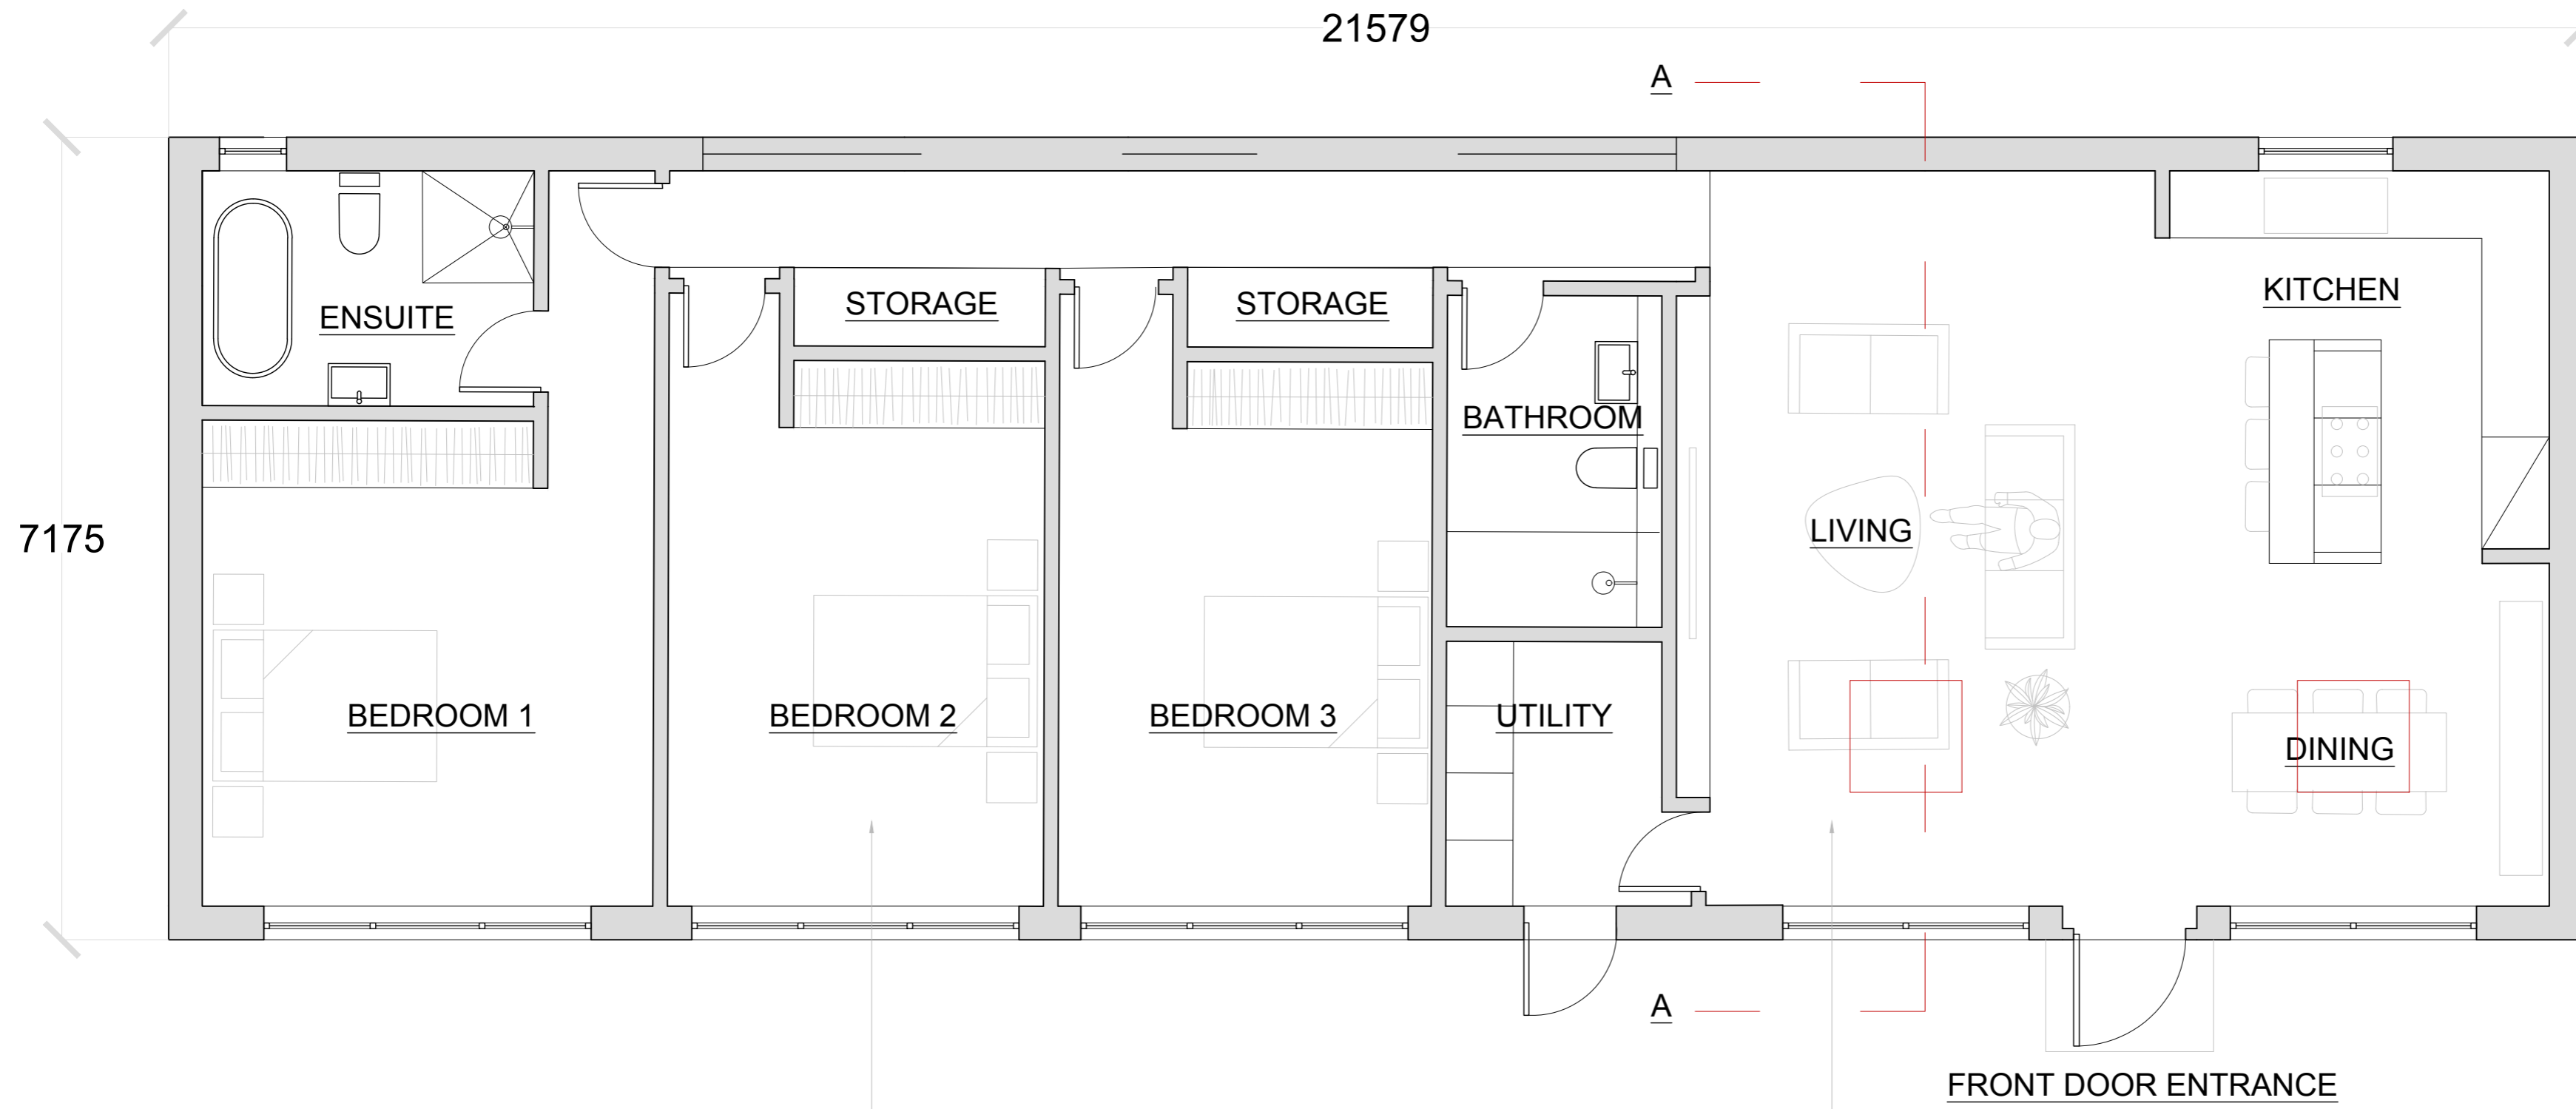 21579
A
ENSUITE
STORAGE
STORAGE
KITCHEN
BATHROOM
LIVING
7175
BEDROOM 1
BEDROOM 2
BEDROOM 3
UTILITY
DINING
A
FRONT DOOR ENTRANCE